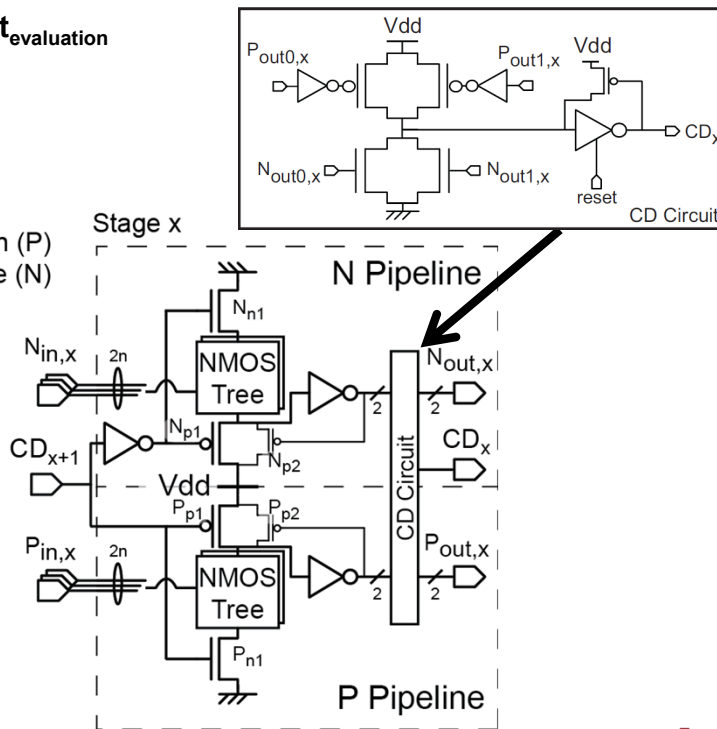 t_evaluation
Vdd
P_out0,x
P_out1,x
Vdd
CD_x
N_out0,x
N_out1,x
reset
CD Circuit
n (P)
e (N)
Stage x
N Pipeline
N_n1
N_in,x
2n
NMOS
Tree
N_out,x
2
2
N_p1
N_p2
CD_x+1
CD_x
Vdd
CD Circuit
P_p1
P_p2
P_in,x
2n
NMOS
Tree
P_out,x
2
2
P_n1
P Pipeline